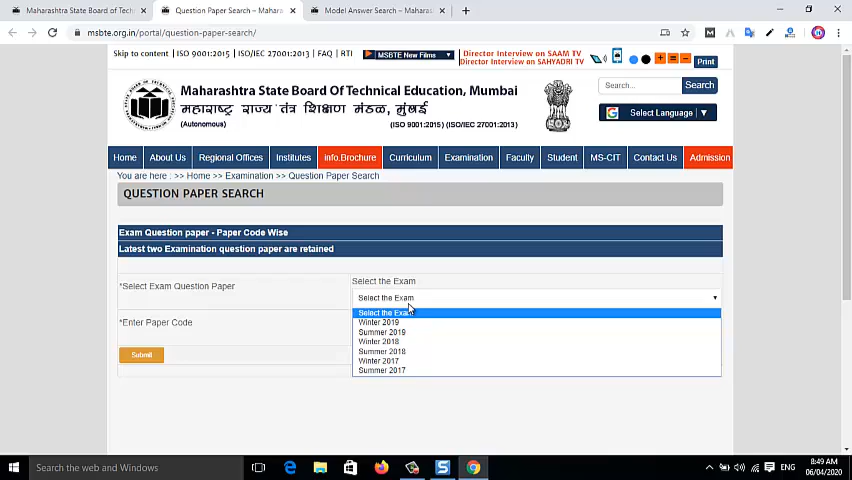 Maharashtra State Board of Techni
Question Paper Search – Mahara
Model Answer Search – Maharas
msbte.org.in/portal/question-paper-search/
Skip to content | ISO 9001:2015 | ISO/IEC 27001:2013 | FAQ | RTI
MSBTE New Films
Director Interview on SAAM TV
Director Interview on SAHYADRI TV
Print
Maharashtra State Board Of Technical Education, Mumbai
महाराष्ट्र राज्य तंत्र शिक्षण मंडळ, मुंबई
(Autonomous) (ISO 9001:2015) (ISO/IEC 27001:2013)
Search... Search
Select Language ▼
Home About Us Regional Offices Institutes Info.Brochure Curriculum Examination Faculty Student MS-CIT Contact Us Admission
You are here : >> Home >> Examination >> Question Paper Search
QUESTION PAPER SEARCH
Exam Question paper - Paper Code Wise
Latest two Examination question paper are retained
Select the Exam
*Select Exam Question Paper
Select the Exam
Select the Exam
Winter 2019
*Enter Paper Code
Summer 2019
Winter 2018
Summer 2018
Submit
Winter 2017
Summer 2017
Search the web and Windows
ENG
8:49 AM
06/04/2020